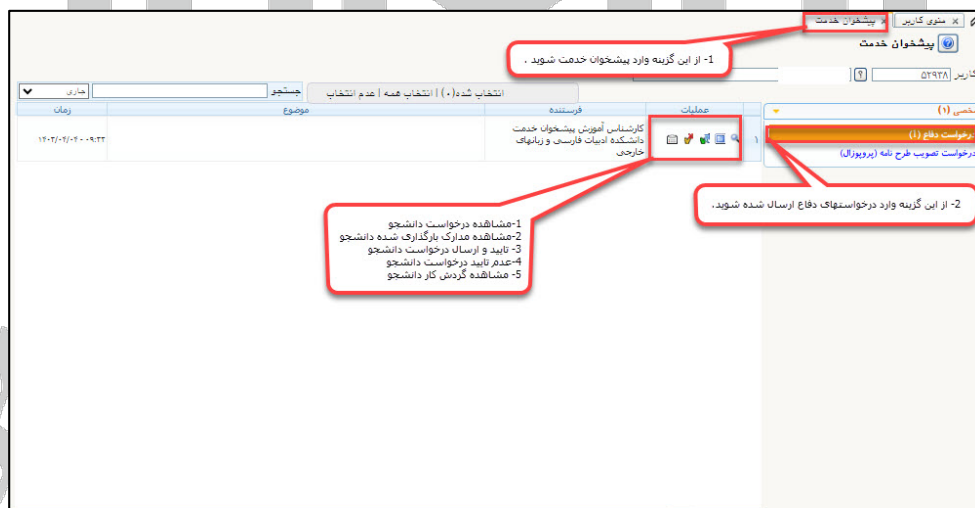 منوی کاربر
پیشخوان خدمت
پیشخوان خدمت
1- از این گزینه وارد پیشخوان خدمت شوید .
کاربر ۵۲۹۳۸
انتخاب شده(۰) | انتخاب همه | عدم انتخاب
جستجو
جاری
عملیات
فرستنده
موضوع
زمان
۱
کارشناس آموزش پیشخوان خدمت
دانشکده ادبیات فارسی و زبانهای
خارجی
۱۴۰۳/۰۴/۰۴ - ۰۹:۳۳
درخواست دفاع (1)
درخواست تصویب طرح نامه (پروپوزال)
2- از این گزینه وارد درخواستهای دفاع ارسال شده شوید.
1-مشاهده درخواست دانشجو
2-مشاهده مدارک بارگذاری شده دانشجو
3- تایید و ارسال درخواست دانشجو
4-عدم تایید درخواست دانشجو
5- مشاهده گردش کار دانشجو